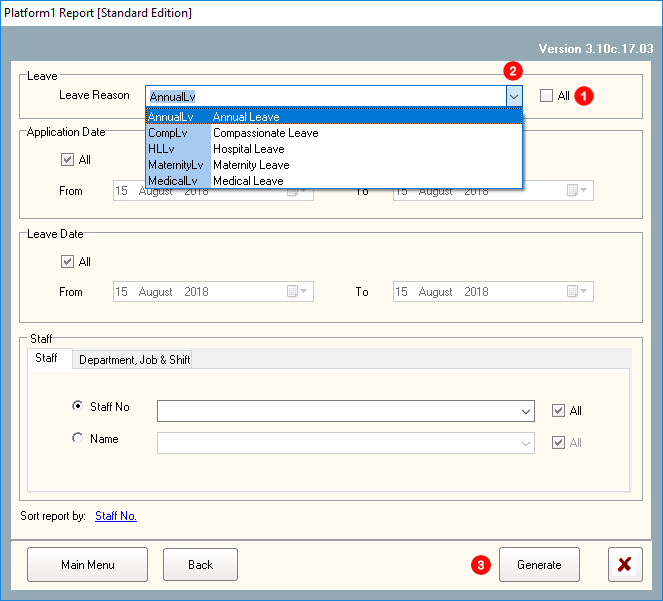 Platform1 Report [Standard Edition]
Version 3.10c.17.03
Leave
2
Leave Reason AnnualLv All 1
AnnualLv Annual Leave
Application Date
CompLv Compassionate Leave
All
HLLv Hospital Leave
MaternityLv Maternity Leave
MedicalLv Medical Leave
From 15 August 2018 To 15 August 2018
Leave Date
All
From 15 August 2018 To 15 August 2018
Staff
Staff Department, Job & Shift
Staff No All
Name All
Sort report by: Staff No.
Main Menu Back 3 Generate